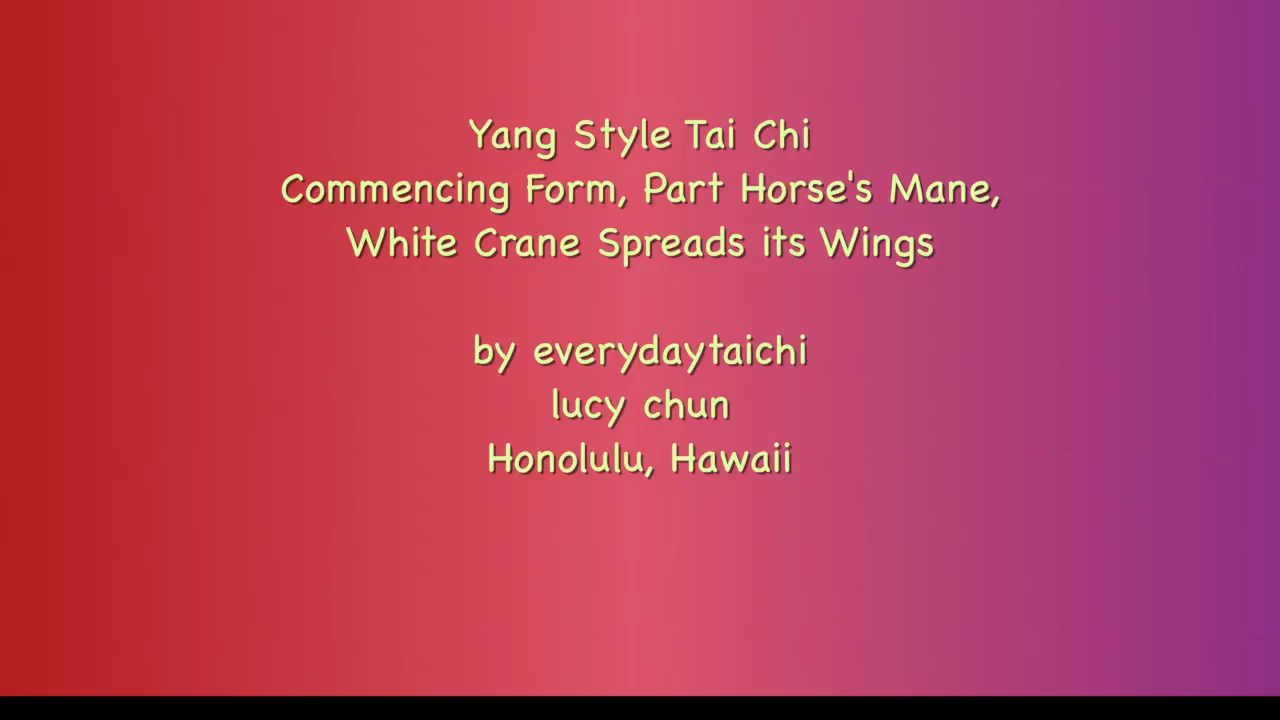 Yang Style Tai Chi
Commencing Form, Part Horse's Mane,
White Crane Spreads its Wings
by everydaytaichi
lucy chun
Honolulu, Hawaii